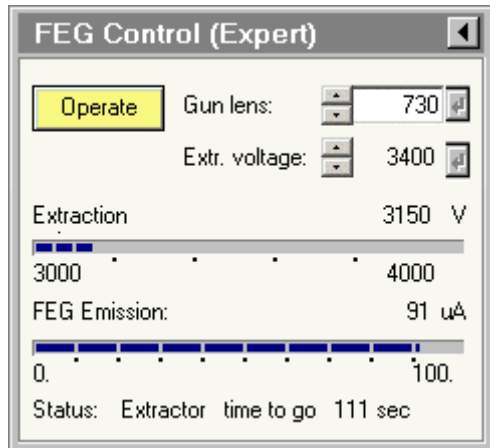 FEG Control (Expert)
Operate
Gun lens: 730
Extr. voltage: 3400
Extraction 3150 V
3000 4000
FEG Emission: 91 uA
0. 100.
Status: Extractor time to go 111 sec